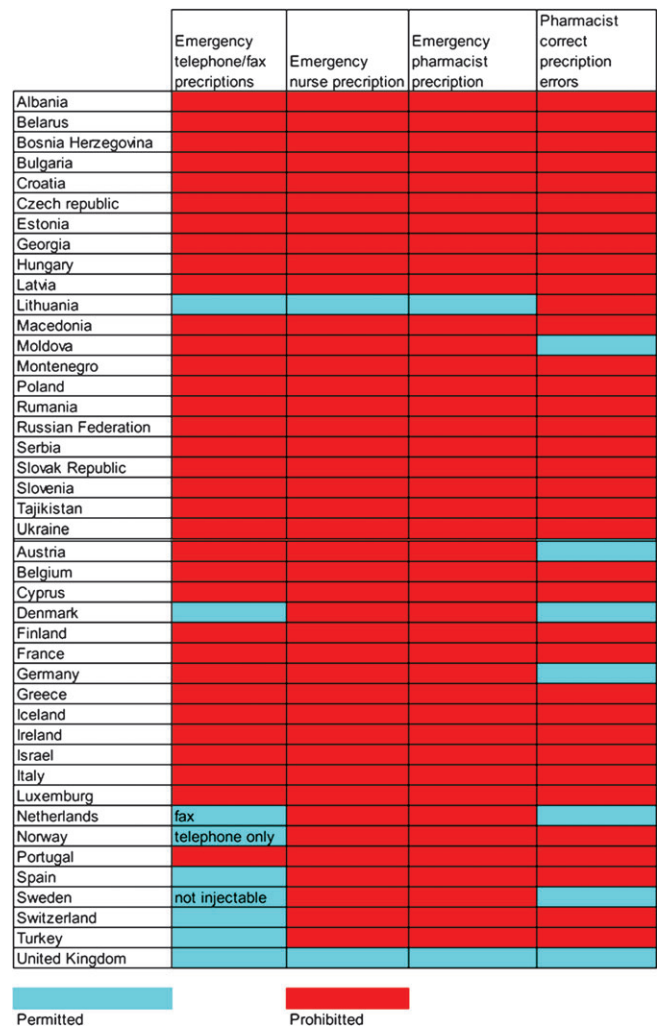 Emergency telephone/fax precriptions
Emergency nurse precription
Emergency pharmacist precription
Pharmacist correct precription errors
Albania
Belarus
Bosnia Herzegovina
Bulgaria
Croatia
Czech republic
Estonia
Georgia
Hungary
Latvia
Lithuania
Macedonia
Moldova
Montenegro
Poland
Rumania
Russian Federation
Serbia
Slovak Republic
Slovenia
Tajikistan
Ukraine
Austria
Belgium
Cyprus
Denmark
Finland
France
Germany
Greece
Iceland
Ireland
Israel
Italy
Luxemburg
Netherlands fax
Norway telephone only
Portugal
Spain
Sweden not injectable
Switzerland
Turkey
United Kingdom
Permitted Prohibitted